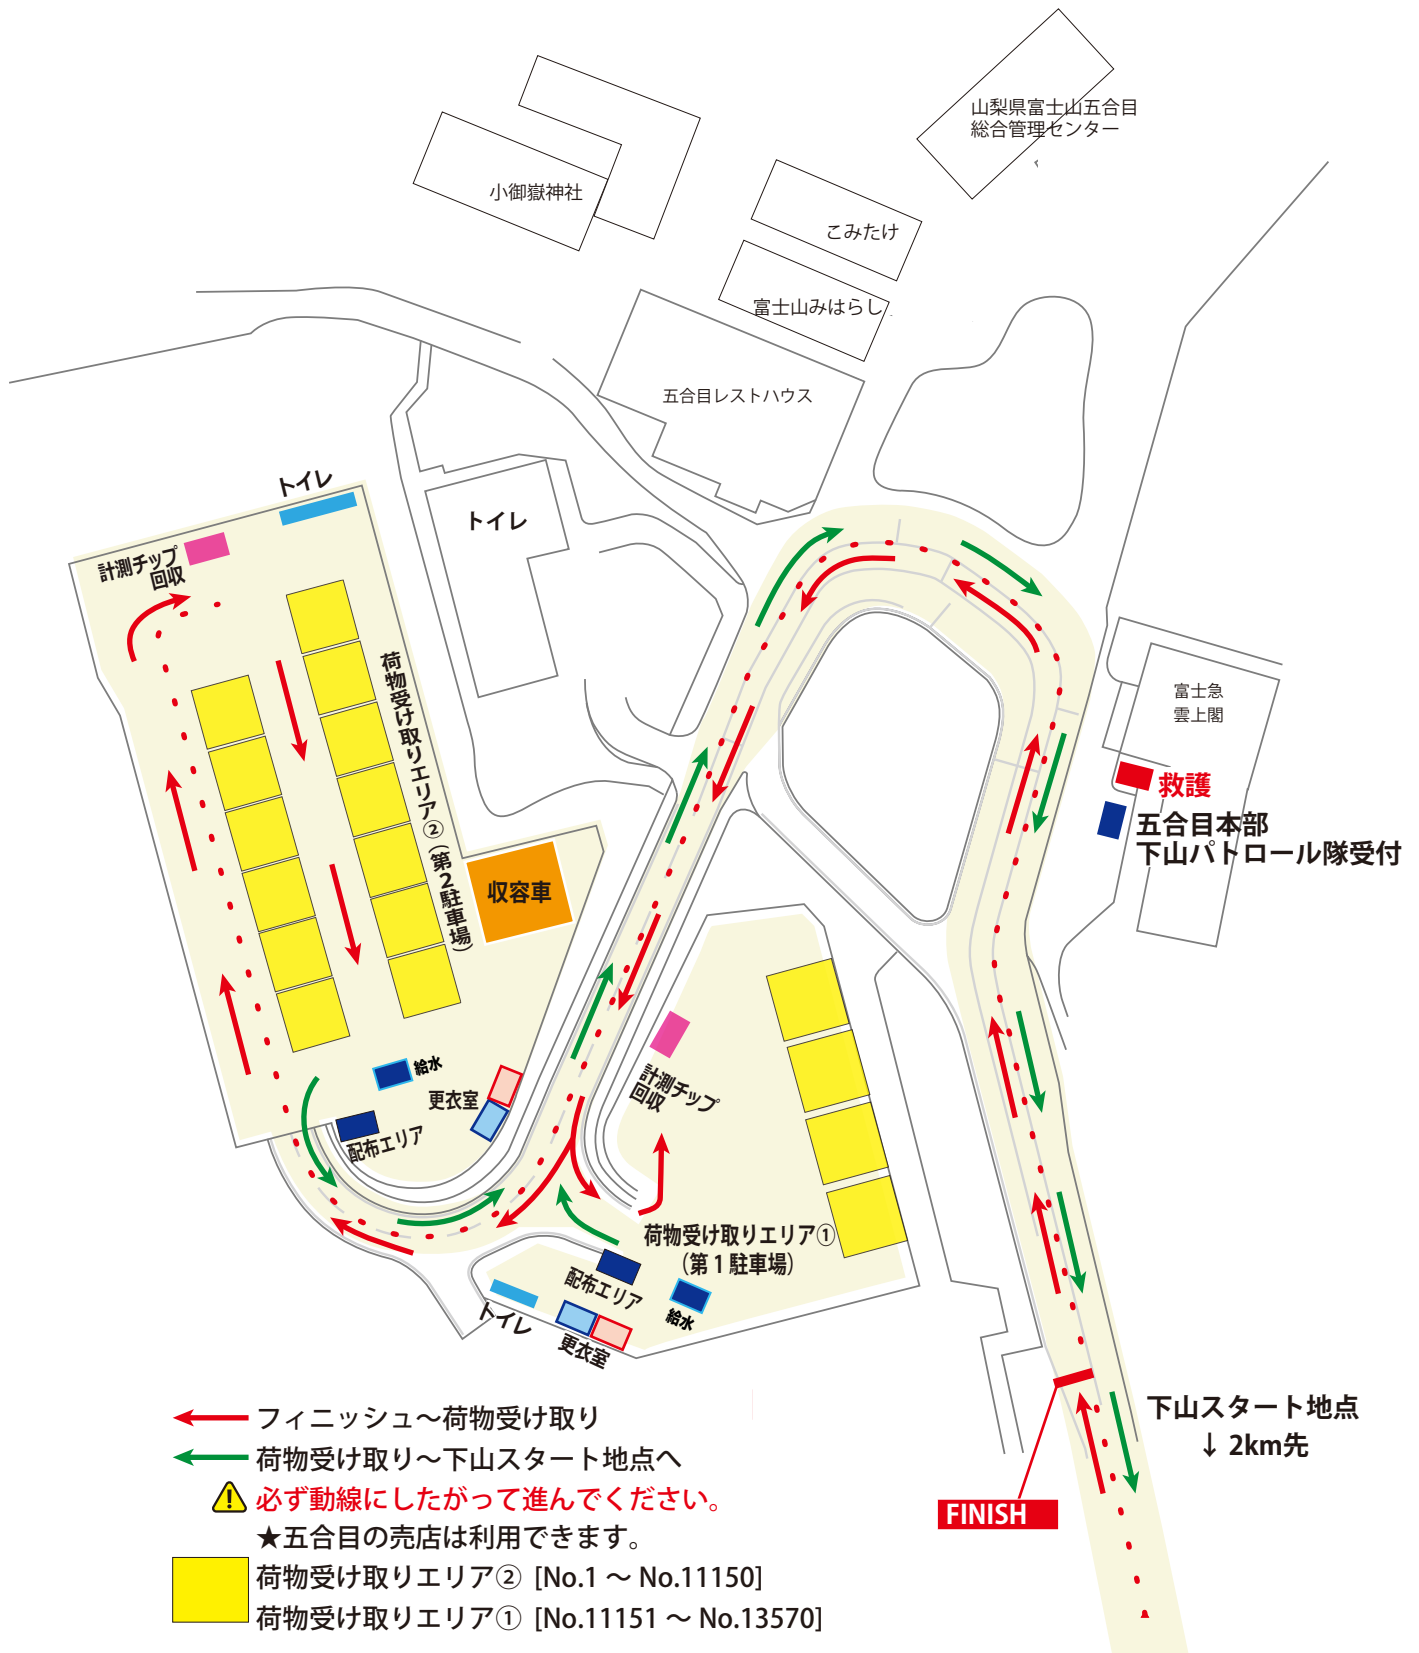 山梨県富士山五合目
総合管理センター
小御嶽神社
こみたけ
富士山みはらし
五合目レストハウス
トイレ
トイレ
計測チップ
回収
荷物受け取りエリア②（第２駐車場）
富士急
雲上閣
救護
五合目本部
下山パトロール隊受付
収容車
給水
更衣室
配布エリア
計測チップ
回収
荷物受け取りエリア①
（第１駐車場）
配布エリア
給水
トイレ
更衣室
下山スタート地点
↓ 2km先
FINISH
フィニッシュ～荷物受け取り
荷物受け取り～下山スタート地点へ
必ず動線にしたがって進んでください。
★五合目の売店は利用できます。
荷物受け取りエリア② [No.1 ～ No.11150]
荷物受け取りエリア① [No.11151 ～ No.13570]